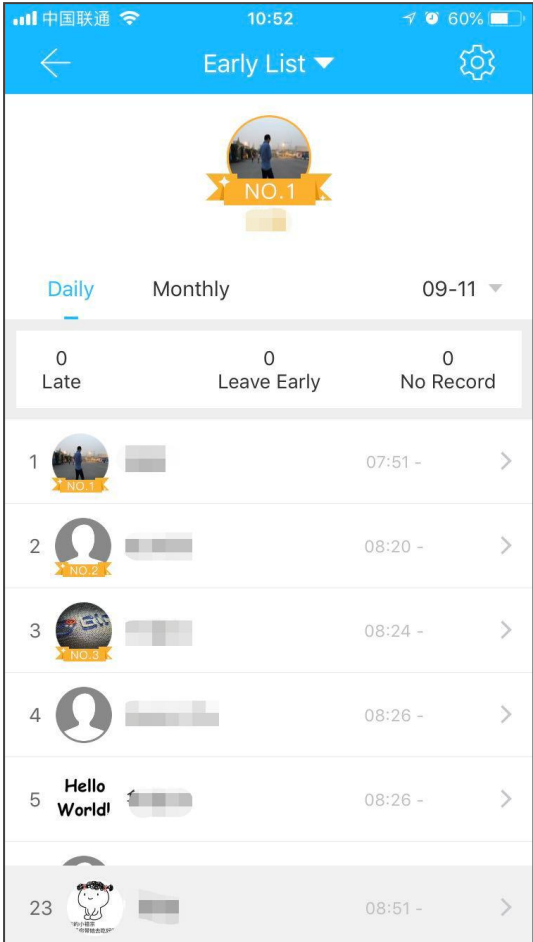 中国联通 10:52 60%
Early List
NO.1
Daily Monthly 09-11
0 0 0
Late Leave Early No Record
1 07:51 -
NO.1
2 08:20 -
NO.2
3 08:24 -
NO.3
4 08:26 -
Hello
5 08:26 -
World!
23 08:51 -